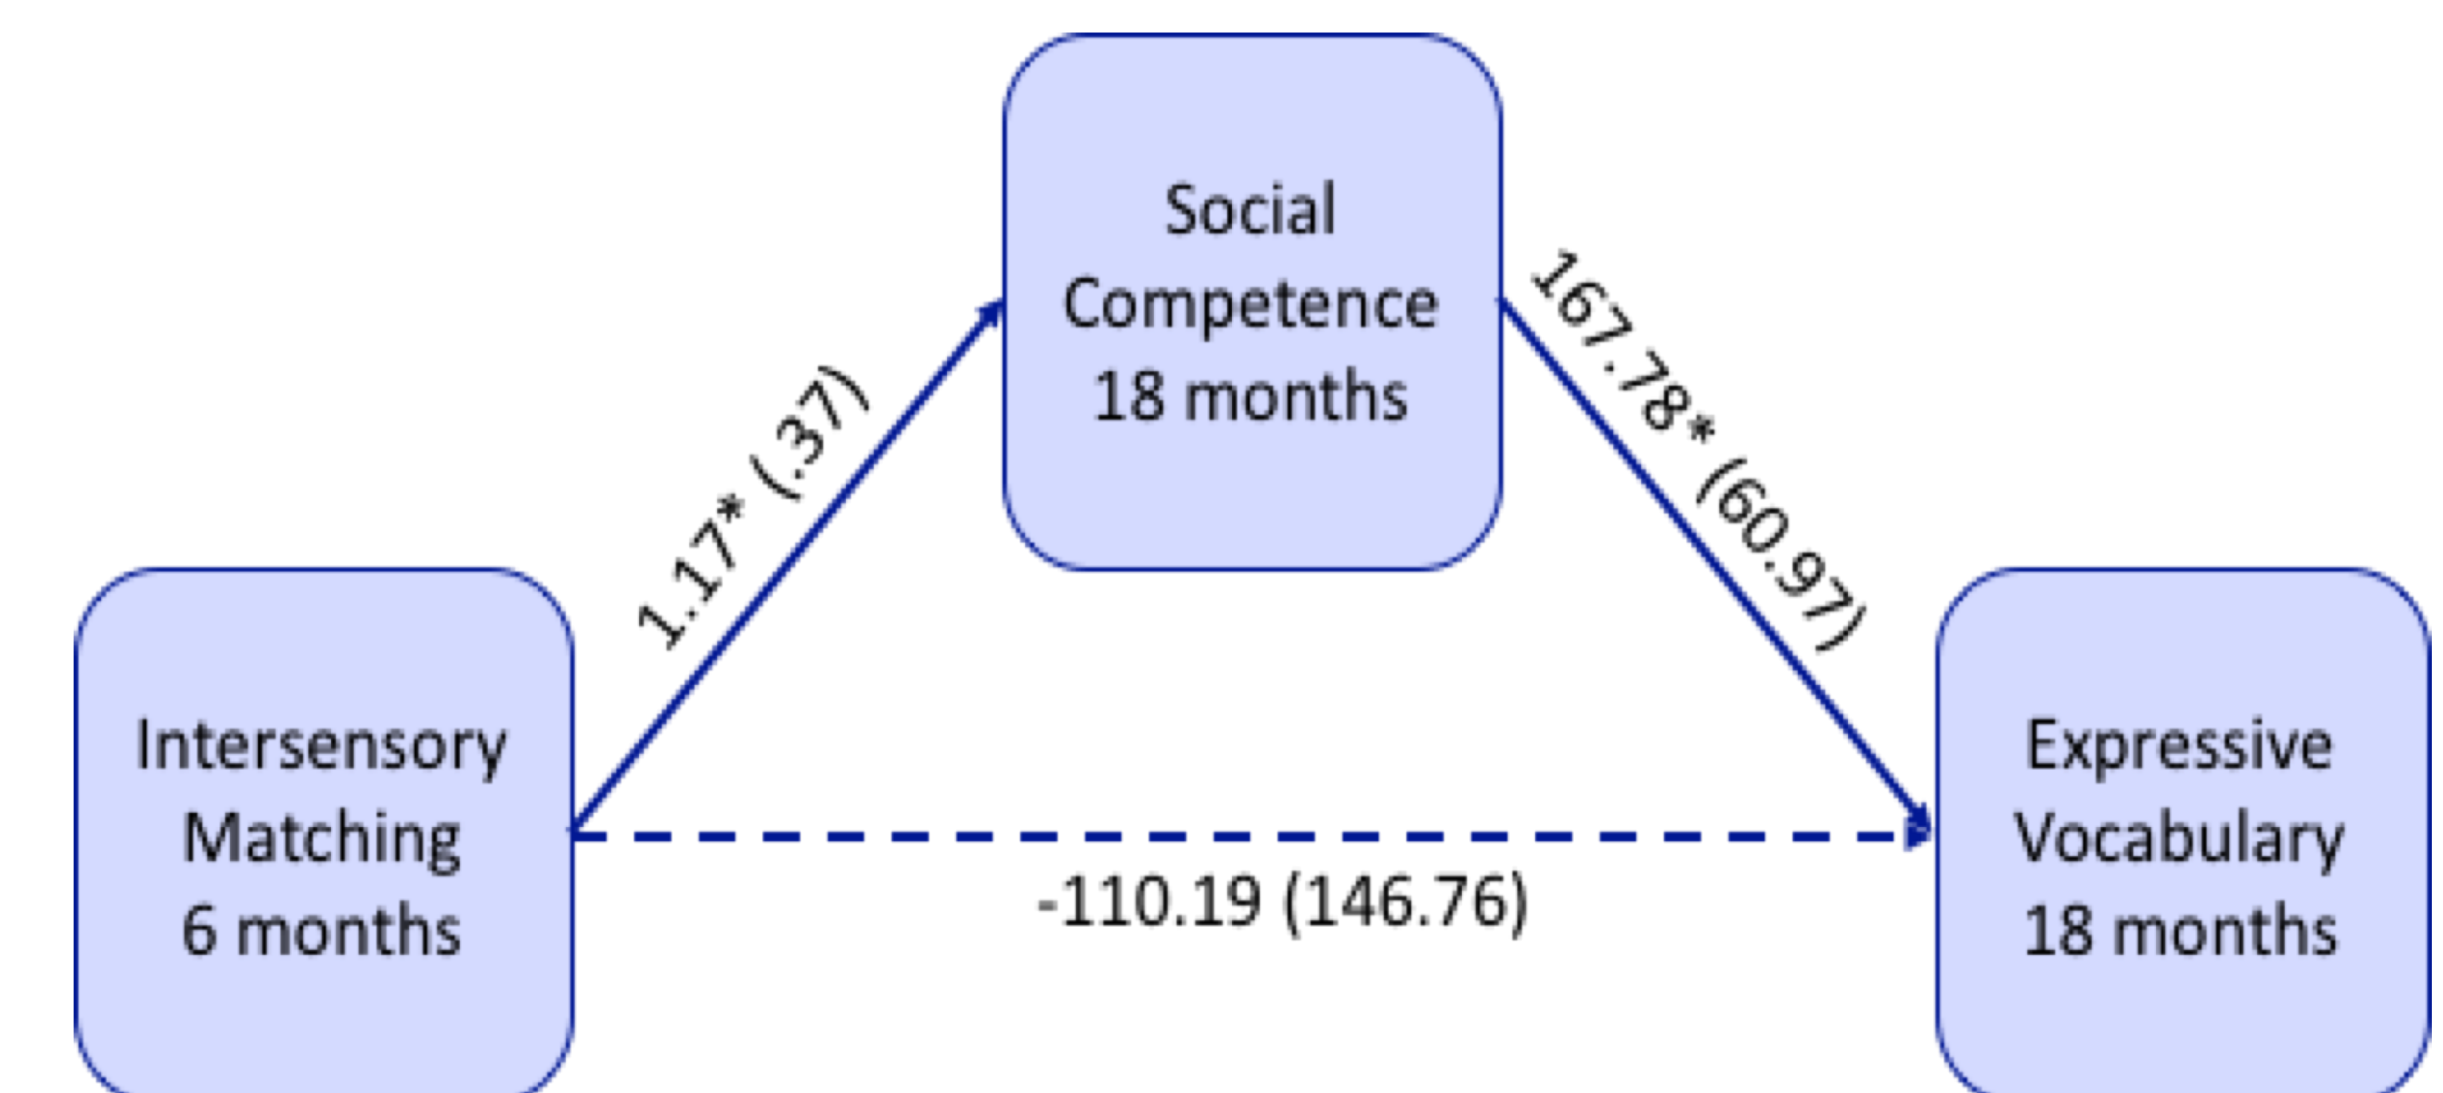 Social
Competence
18 months
1.17* (.37)
167.78* (60.97)
Intersensory
Matching
6 months
-110.19 (146.76)
Expressive
Vocabulary
18 months